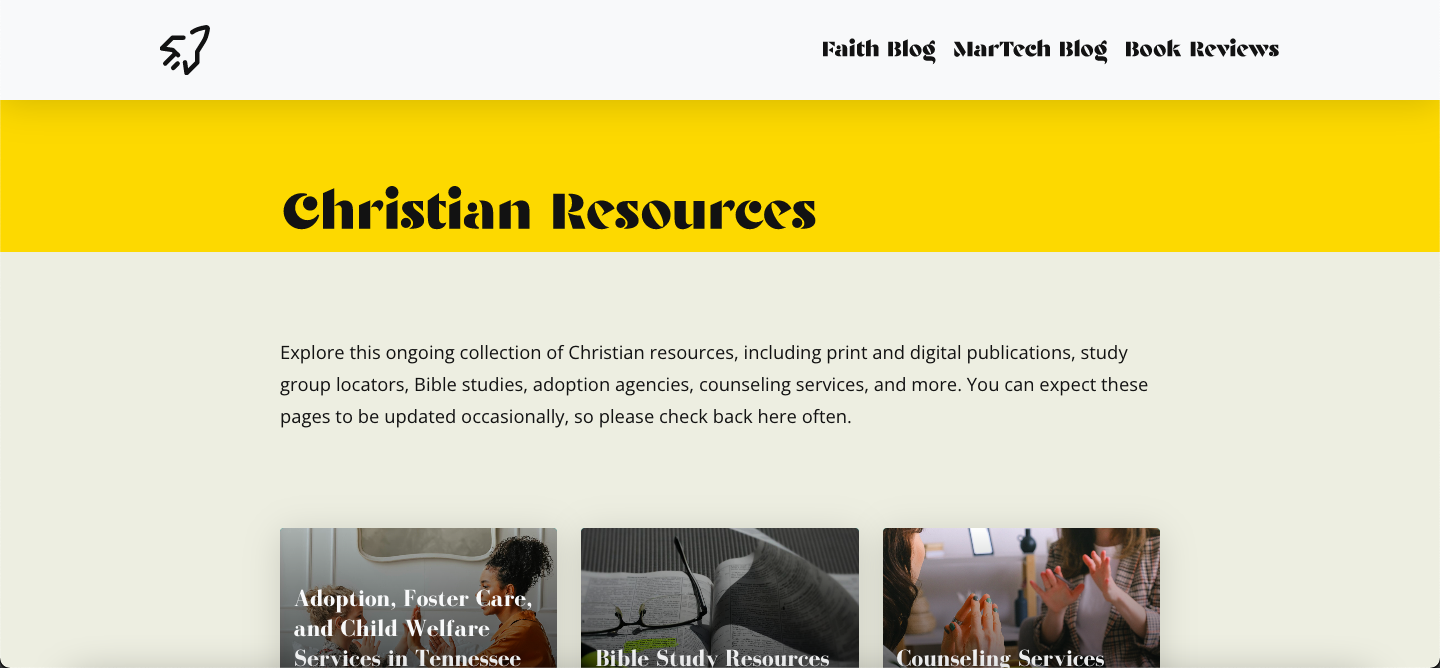 Faith Blog MarTech Blog Book Reviews
Christian Resources
Explore this ongoing collection of Christian resources, including print and digital publications, study
group locators, Bible studies, adoption agencies, counseling services, and more. You can expect these
pages to be updated occasionally, so please check back here often.
Adoption, Foster Care,
and Child Welfare
Services in Tennessee
Bible Study Resources
Counseling Services